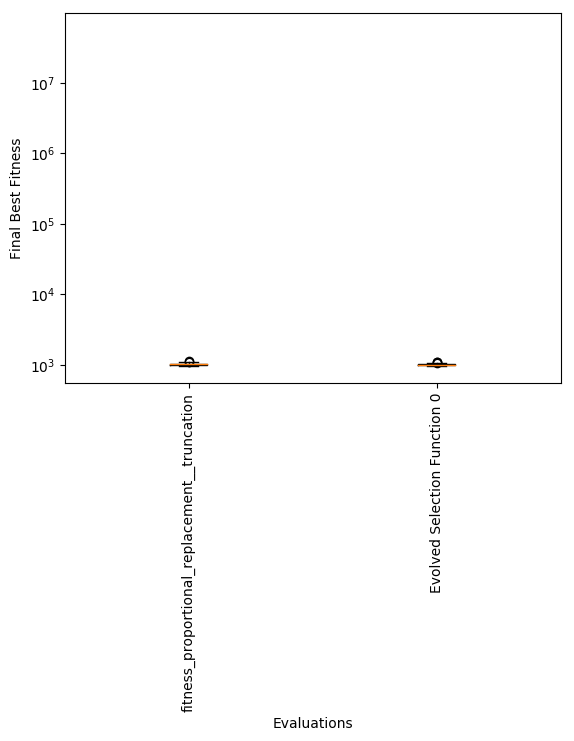 Final Best Fitness
10^7
10^6
10^5
10^4
10^3
fitness_proportional_replacement__truncation
Evolved Selection Function 0
Evaluations